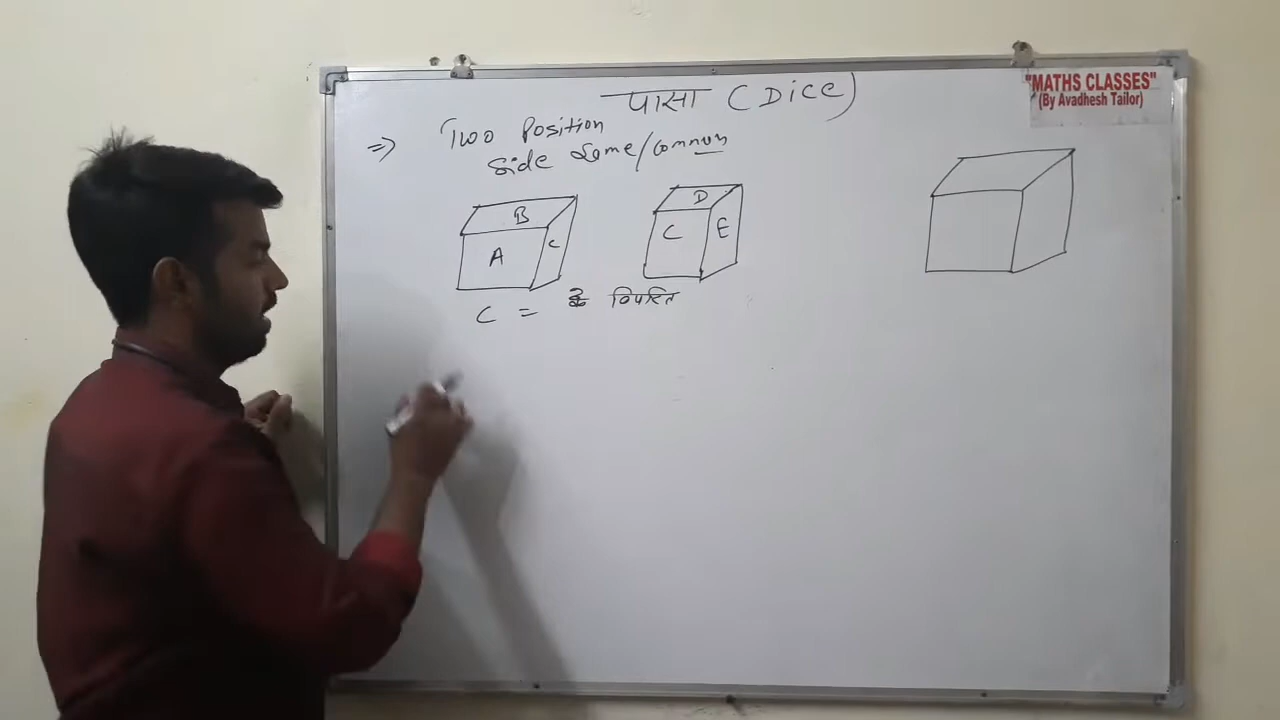 पासा (DiCE)
"MATHS CLASSES"
(By Avadhesh Tailor)
=> Two Position
side Same/common
B
A
C
D
C
E
C = के विपरित